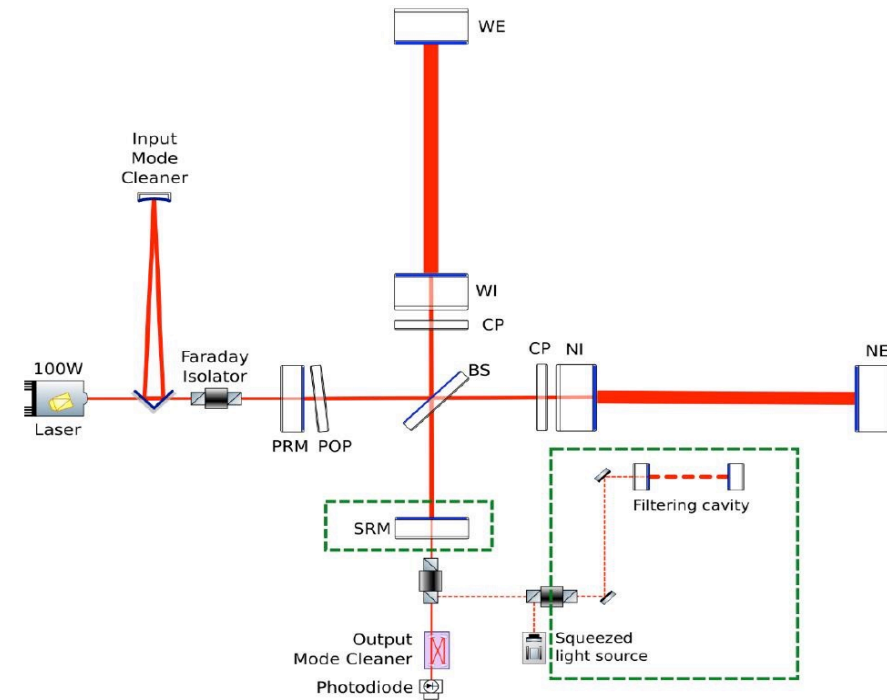 WE
Input
Mode
Cleaner
WI
CP
100W
Faraday
Isolator
BS
CP
NI
NE
Laser
PRM
POP
SRM
Filtering cavity
Output
Mode Cleaner
Squeezed
light source
Photodiode